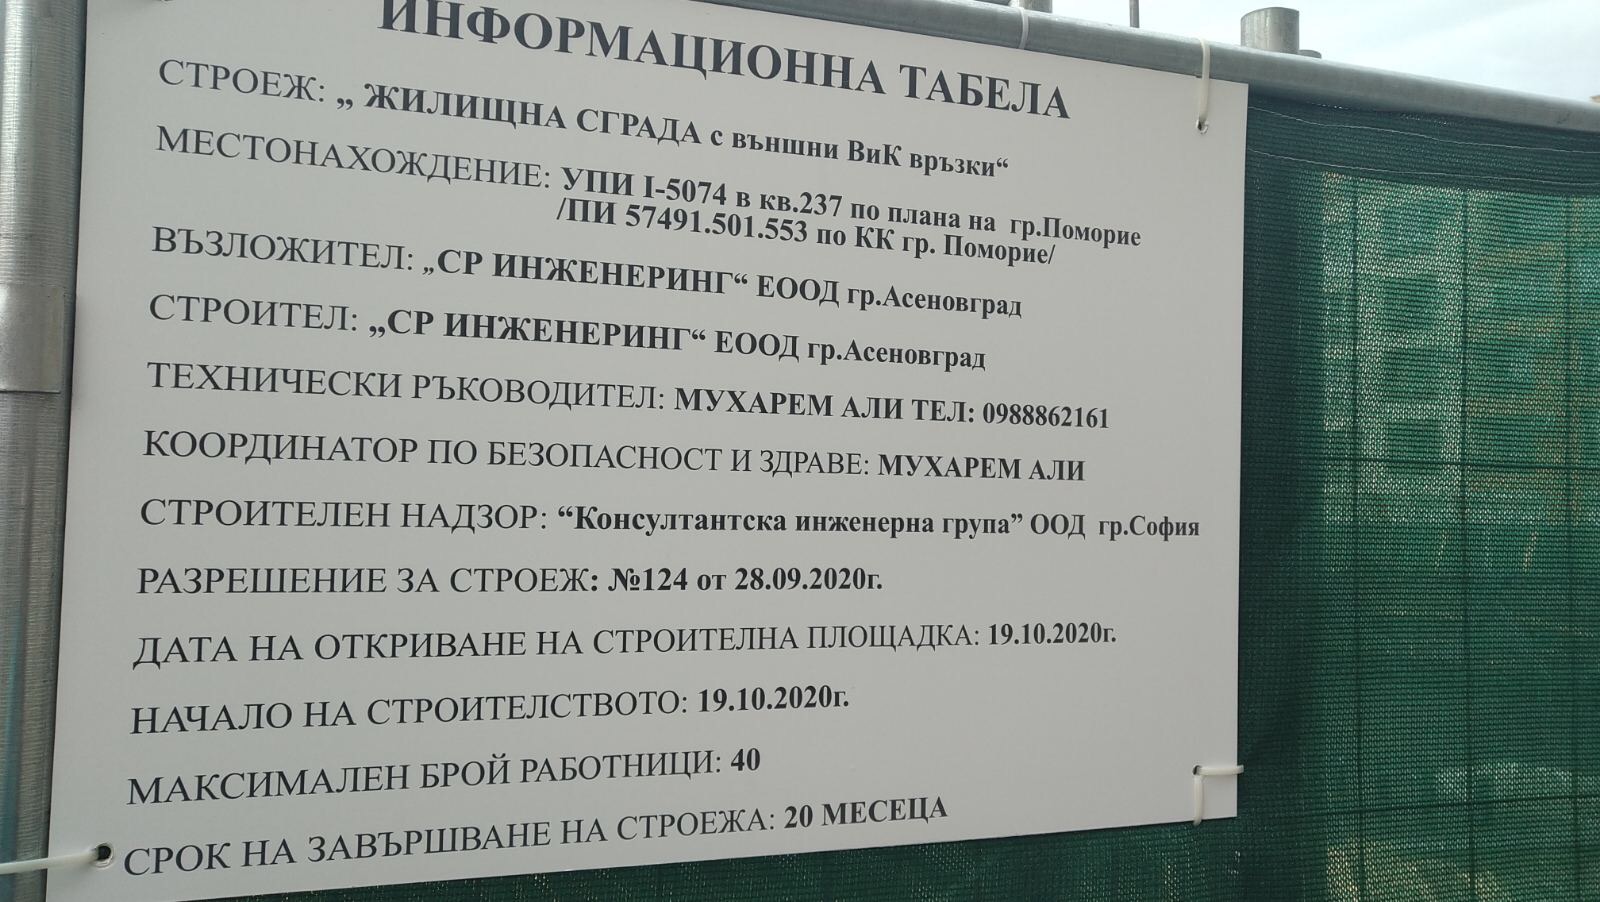 ИНФОРМАЦИОННА ТАБЕЛА
СТРОЕЖ: „ ЖИЛИЩНА СГРАДА с външни ВиК връзки“
МЕСТОНАХОЖДЕНИЕ: УПИ I-5074 в кв.237 по плана на гр.Поморие
/ПИ 57491.501.553 по КК гр. Поморие/
ВЪЗЛОЖИТЕЛ: „СР ИНЖЕНЕРИНГ“ ЕООД гр.Асеновград
СТРОИТЕЛ: „СР ИНЖЕНЕРИНГ“ ЕООД гр.Асеновград
ТЕХНИЧЕСКИ РЪКОВОДИТЕЛ: МУХАРЕМ АЛИ ТЕЛ: 0988862161
КООРДИНАТОР ПО БЕЗОПАСНОСТ И ЗДРАВЕ: МУХАРЕМ АЛИ
СТРОИТЕЛЕН НАДЗОР: “Консултантска инженерна група” ООД гр.София
РАЗРЕШЕНИЕ ЗА СТРОЕЖ: №124 от 28.09.2020г.
ДАТА НА ОТКРИВАНЕ НА СТРОИТЕЛНА ПЛОЩАДКА: 19.10.2020г.
НАЧАЛО НА СТРОИТЕЛСТВОТО: 19.10.2020г.
МАКСИМАЛЕН БРОЙ РАБОТНИЦИ: 40
СРОК НА ЗАВЪРШВАНЕ НА СТРОЕЖА: 20 МЕСЕЦА